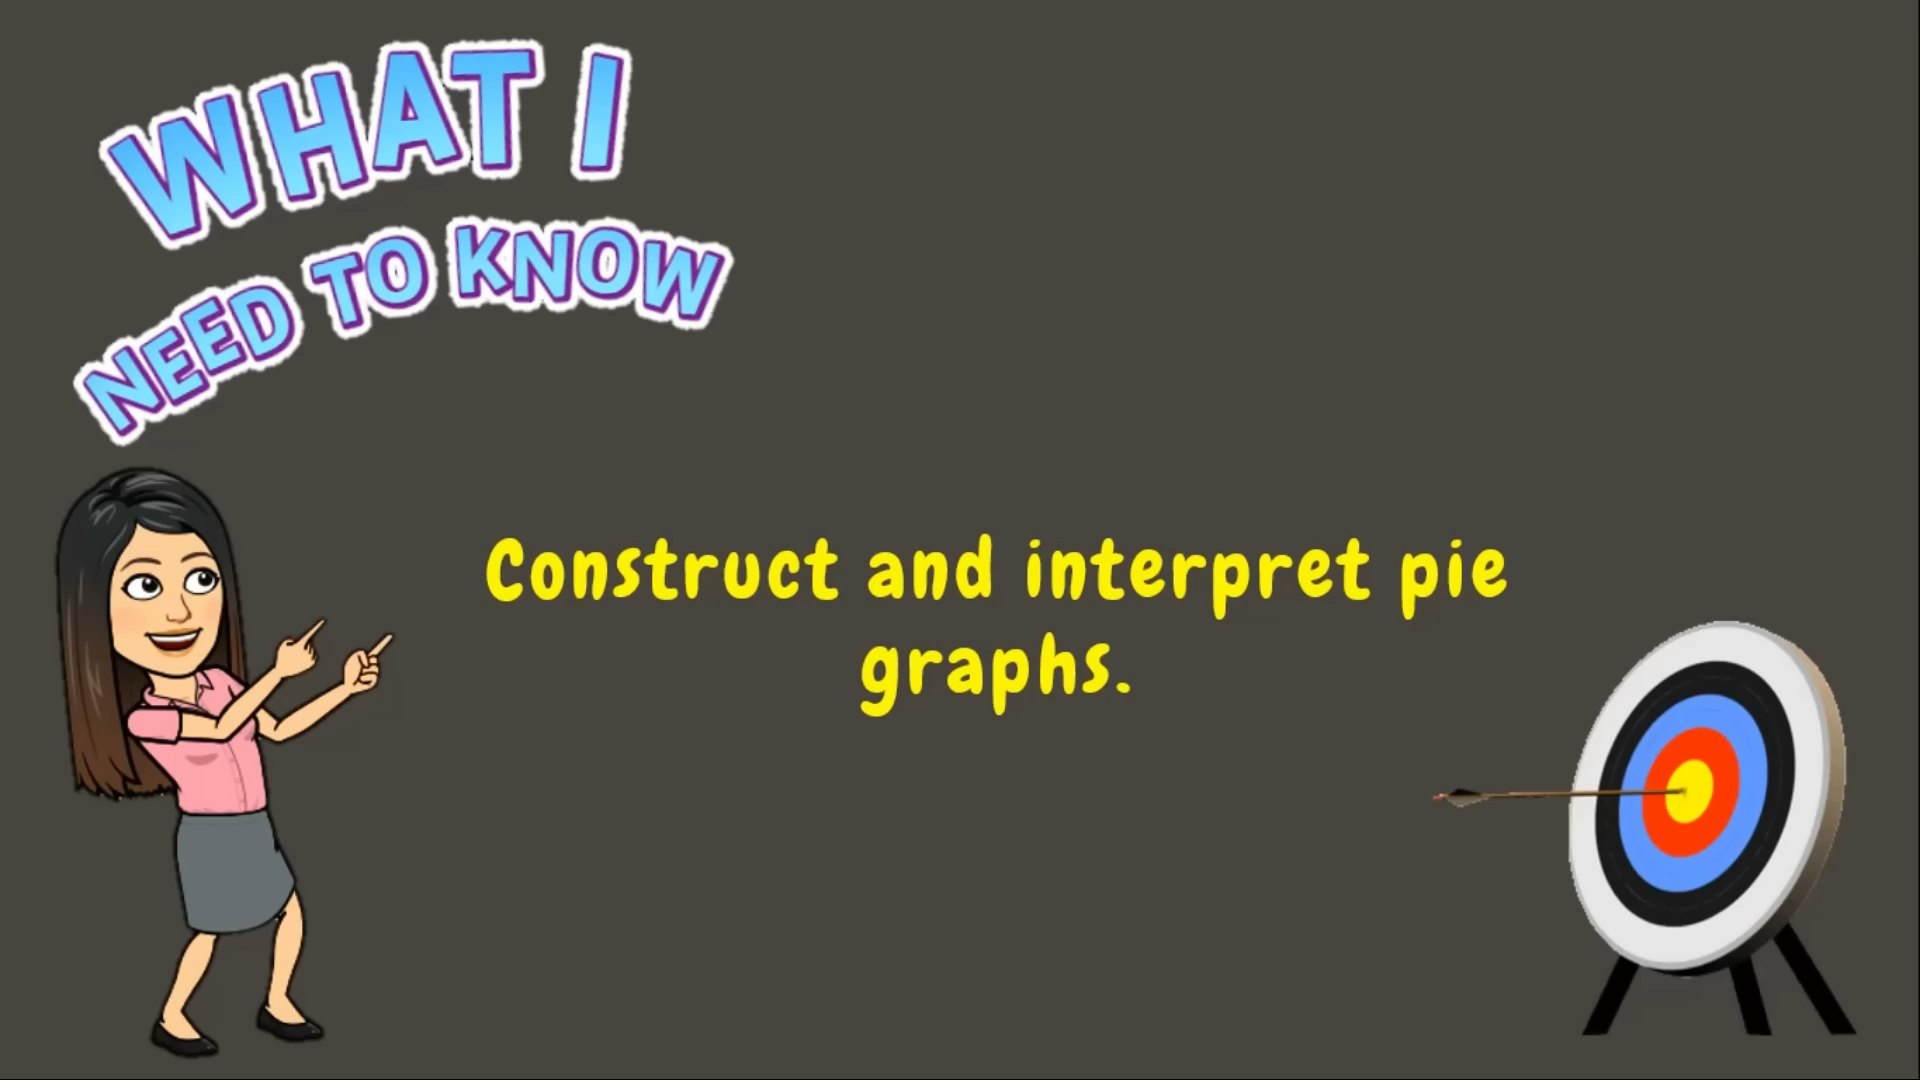 WHAT I
NEED TO KNOW
Construct and interpret pie
graphs.